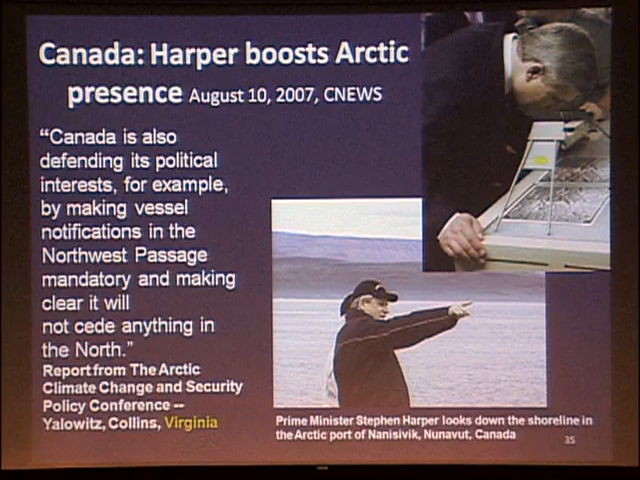 Canada: Harper boosts Arctic
presence August 10, 2007, CNEWS
“Canada is also
defending its political
interests, for example,
by making vessel
notifications in the
Northwest Passage
mandatory and making
clear it will
not cede anything in
the North.”
Report from The Arctic
Climate Change and Security
Policy Conference --
Yalowitz, Collins, Virginia
Prime Minister Stephen Harper looks down the shoreline in
the Arctic port of Nanisivik, Nunavut, Canada
35